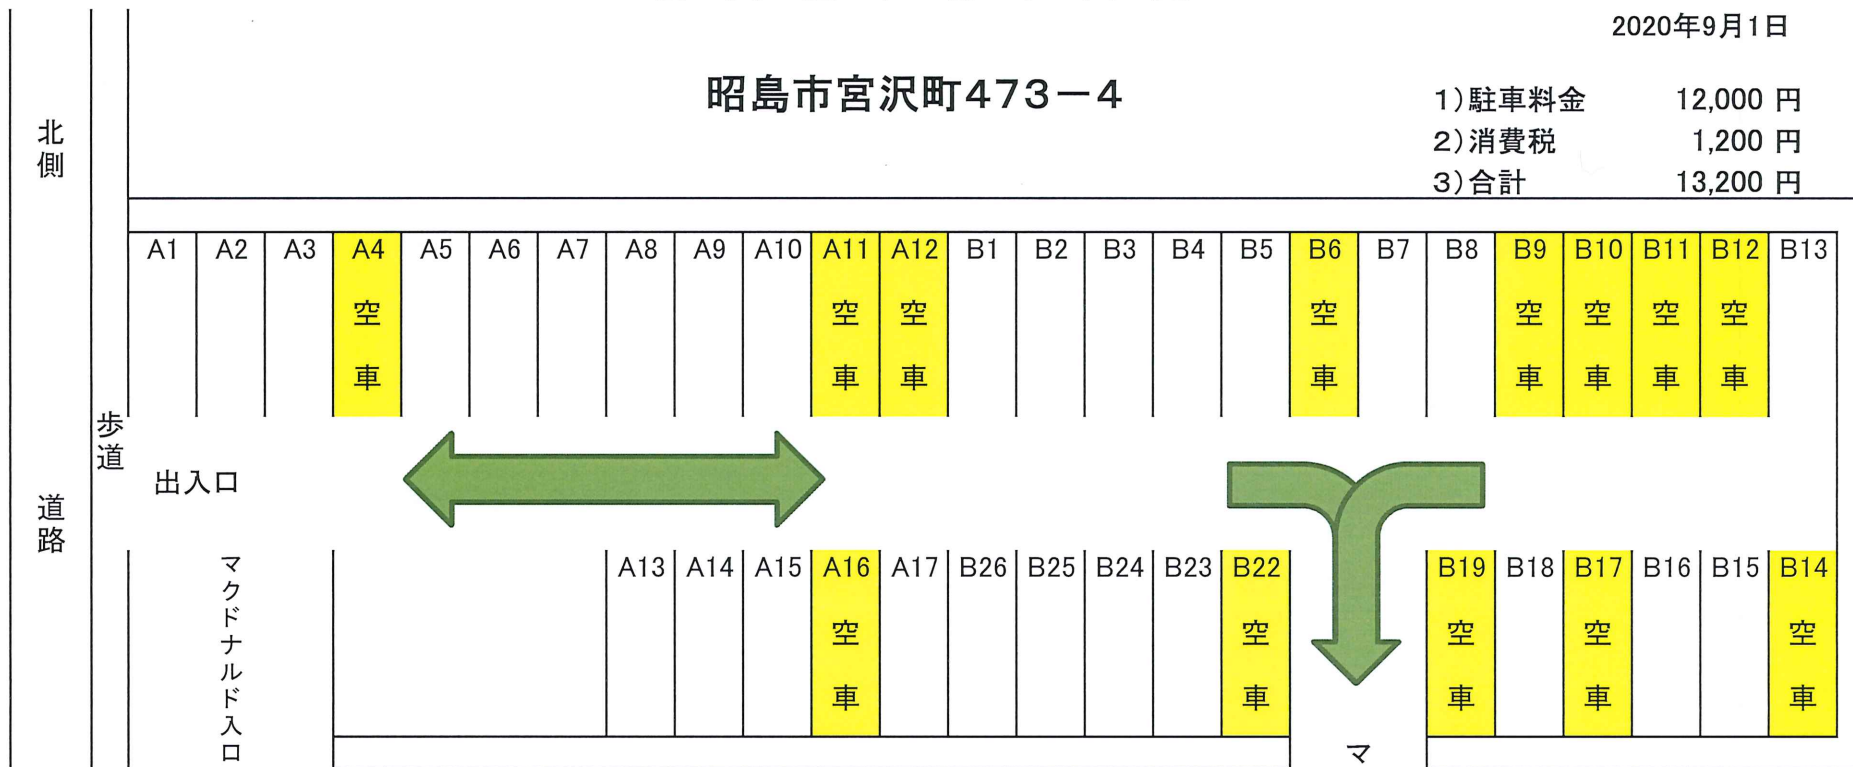 2020年9月1日
昭島市宮沢町473－4
1)駐車料金 12,000 円
2)消費税 1,200 円
3)合計 13,200 円
北側
道路
歩道
A1 A2 A3 A4 A5 A6 A7 A8 A9 A10 A11 A12 B1 B2 B3 B4 B5 B6 B7 B8 B9 B10 B11 B12 B13
空車 空車 空車 空車 空車 空車 空車 空車
出入口
マクドナルド入口
A13 A14 A15 A16 A17 B26 B25 B24 B23 B22 B19 B18 B17 B16 B15 B14
空車 空車 空車 空車 空車
マ